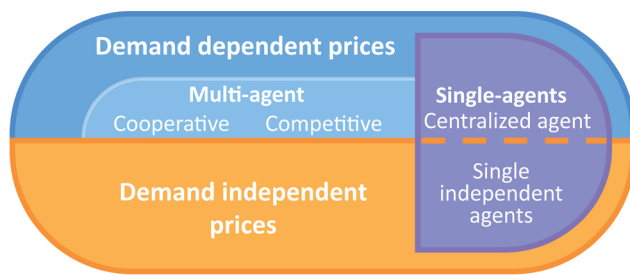 Demand dependent prices
Multi-agent
Cooperative Competitive
Single-agents
Centralized agent
Demand independent
prices
Single
independent
agents